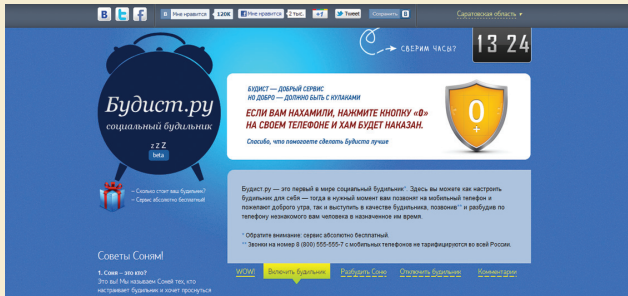 В
Мне нравится 120K
Мне нравится 2 тыс.
+1
Tweet
Сохранить В
Саратовская область
СВЕРИМ ЧАСЫ?
13 24
Будист.ру
социальный будильник
z z Z
beta
БУДИСТ — ДОБРЫЙ СЕРВИС
НО ДОБРО — ДОЛЖНО БЫТЬ С КУЛАКАМИ
ЕСЛИ ВАМ НАХАМИЛИ, НАЖМИТЕ КНОПКУ «0»
НА СВОЕМ ТЕЛЕФОНЕ И ХАМ БУДЕТ НАКАЗАН.
Спасибо, что помогаете сделать Будиста лучше
0
+
– Сколько стоит ваш будильник?
– Сервис абсолютно бесплатный!
Будист.ру — это первый в мире социальный будильник*. Здесь вы можете как настроить
будильник для себя — тогда в нужный момент вам позвонят на мобильный телефон и
пожелают доброго утра, так и выступить в качестве будильника, позвонив** и разбудив по
телефону незнакомого вам человека в назначенное им время.
* Обратите внимание: сервис абсолютно бесплатный.
** Звонки на номер 8 (800) 555-555-7 с мобильных телефонов не тарифицируются во всей России.
Советы Соням!
1. Соня – это кто?
Это вы! Мы называем Соней тех, кто
настраивает будильник и хочет проснуться
WOW!
Включить будильник
Разбудить Соню
Отключить будильник
Комментарии